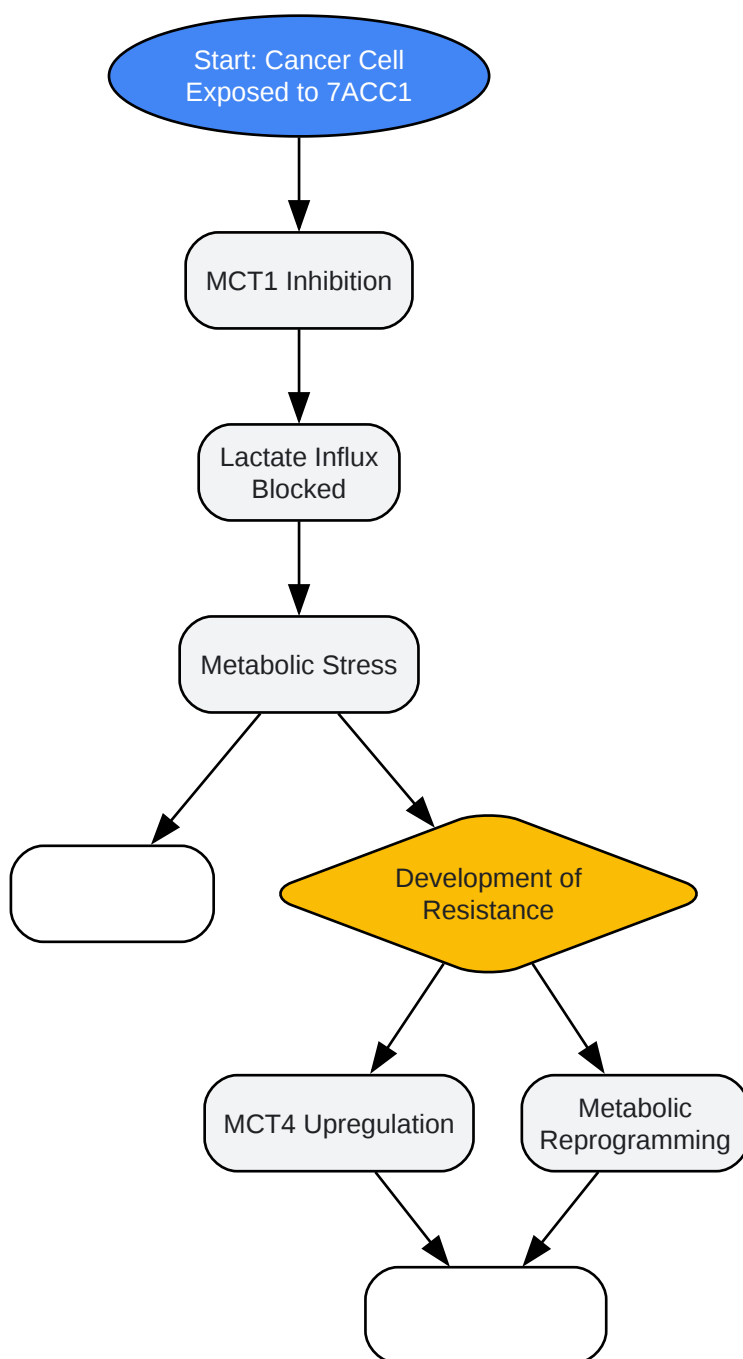 Start: Cancer Cell
Exposed to 7ACC1
MCT1 Inhibition
Lactate Influx
Blocked
Metabolic Stress
Development of
Resistance
MCT4 Upregulation
Metabolic
Reprogramming